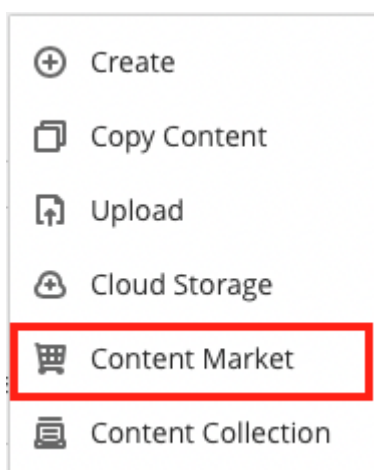 Create
Copy Content
Upload
Cloud Storage
Content Market
Content Collection